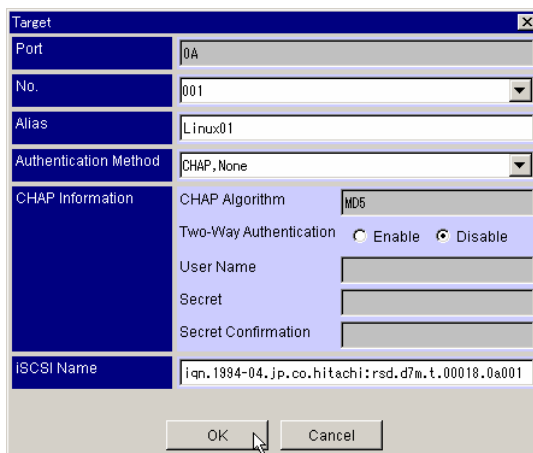 Target
Port 0A
No. 001
Alias Linux01
Authentication Method CHAP,None
CHAP Information CHAP Algorithm MD5
Two-Way Authentication Enable Disable
User Name
Secret
Secret Confirmation
iSCSI Name iqn.1994-04.jp.co.hitachi:rsd.d7m.t.00018.0a001
OK Cancel